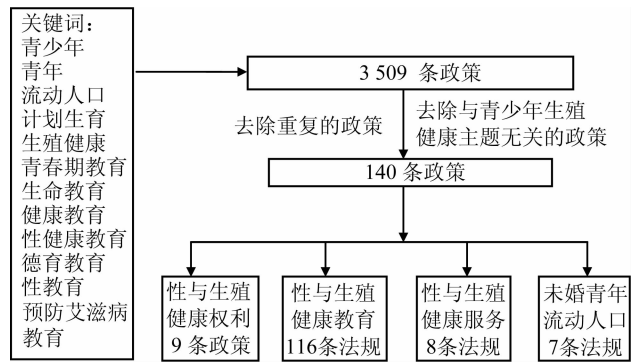 关键词：
青少年
青年
流动人口
计划生育
生殖健康
青春期教育
生命教育
健康教育
性健康教育
德育教育
性教育
预防艾滋病
教育
3 509 条政策
去除重复的政策
去除与青少年生殖
健康主题无关的政策
140 条政策
性与生殖
健康权利
9 条政策
性与生殖
健康教育
116条法规
性与生殖
健康服务
8条法规
未婚青年
流动人口
7条法规